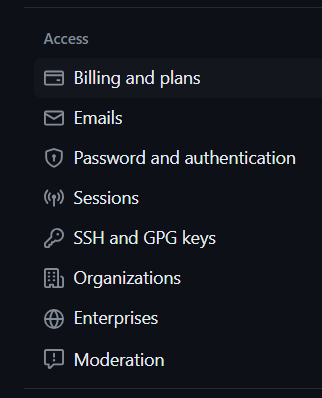 Access
Billing and plans
Emails
Password and authentication
Sessions
SSH and GPG keys
Organizations
Enterprises
Moderation